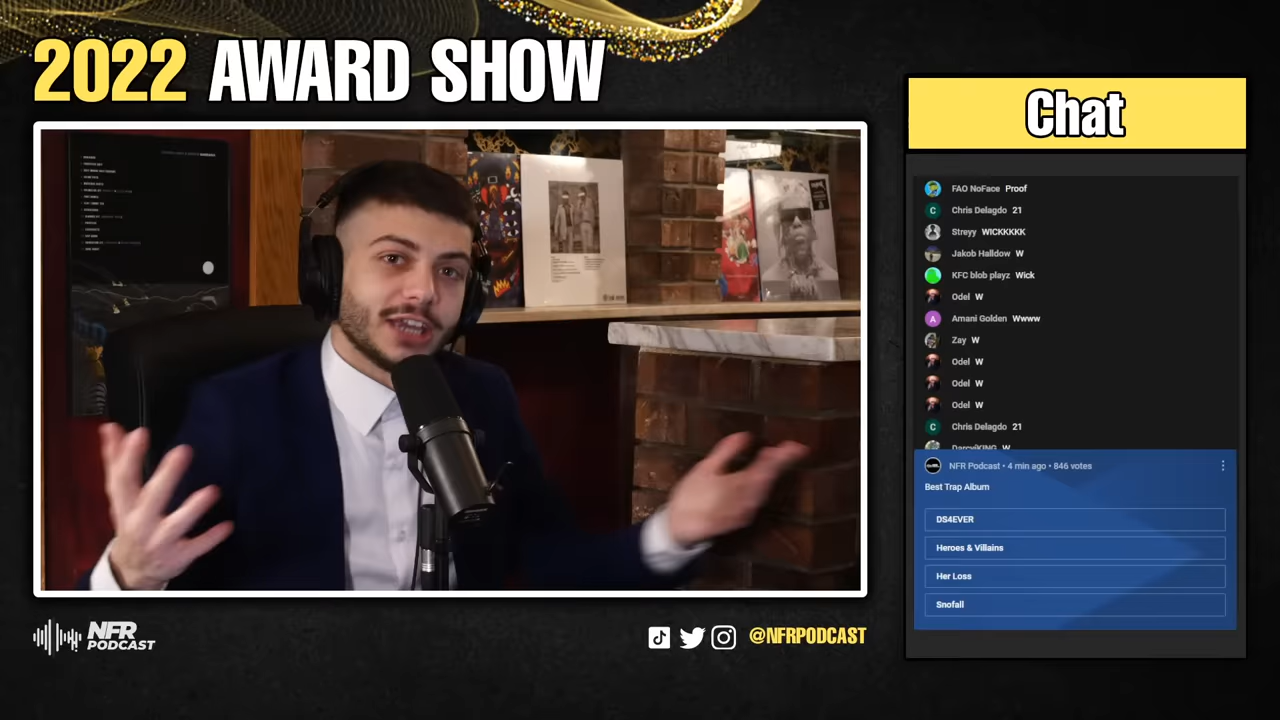 2022 AWARD SHOW
Chat
FAO NoFace Proof
Chris Delagdo 21
Streyy WICKKKKK
Jakob Halldow W
KFC blob playz Wick
Odel W
Amani Golden Wwww
Zay W
Odel W
Odel W
Odel W
Chris Delagdo 21
DarcyiKING W
NFR Podcast • 4 min ago • 846 votes
Best Trap Album
DS4EVER
Heroes & Villains
Her Loss
Snofall
NFR
PODCAST
@NFRPODCAST